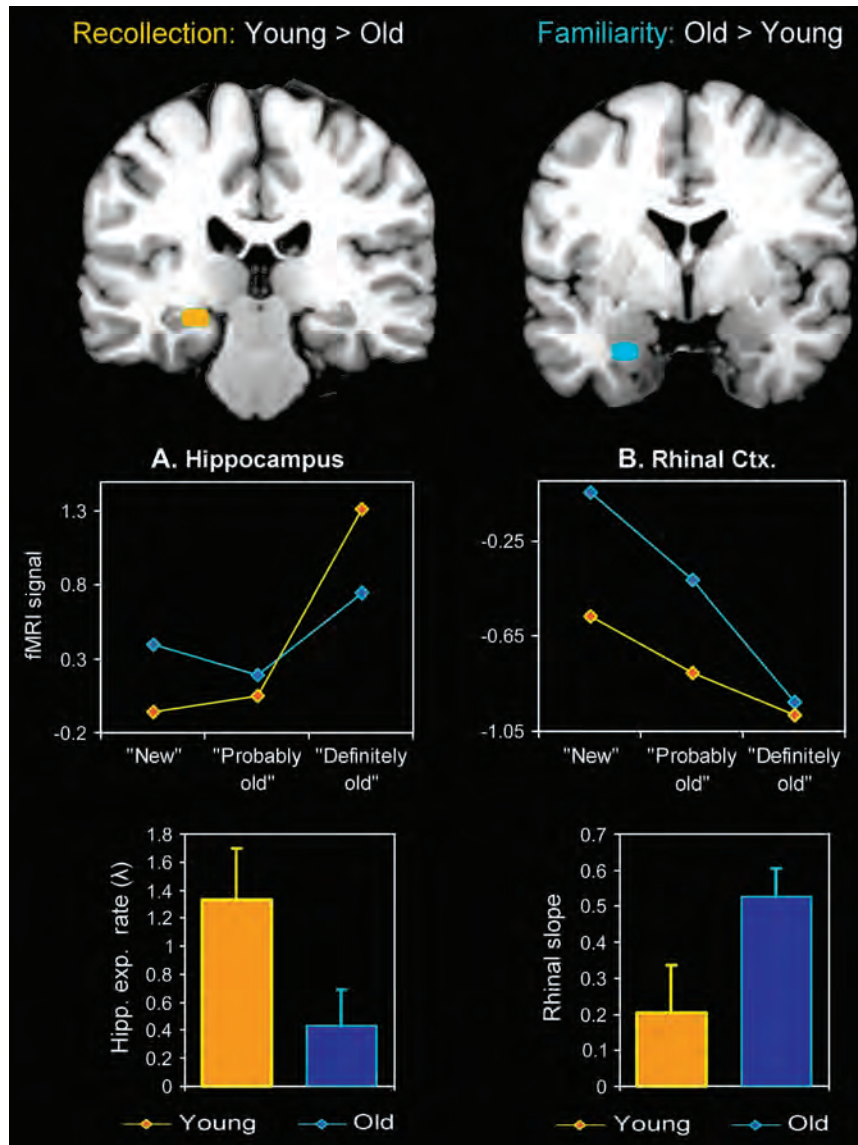 Recollection: Young > Old
Familiarity: Old > Young
A. Hippocampus
fMRI signal
1.3
0.8
0.3
-0.2
"New"
"Probably
old"
"Definitely
old"
B. Rhinal Ctx.
-0.25
-0.65
-1.05
"New"
"Probably
old"
"Definitely
old"
Hipp. exp. rate (λ)
1.8
1.6
1.4
1.2
1
0.8
0.6
0.4
0.2
0
Young
Old
Rhinal slope
0.7
0.6
0.5
0.4
0.3
0.2
0.1
0
Young
Old